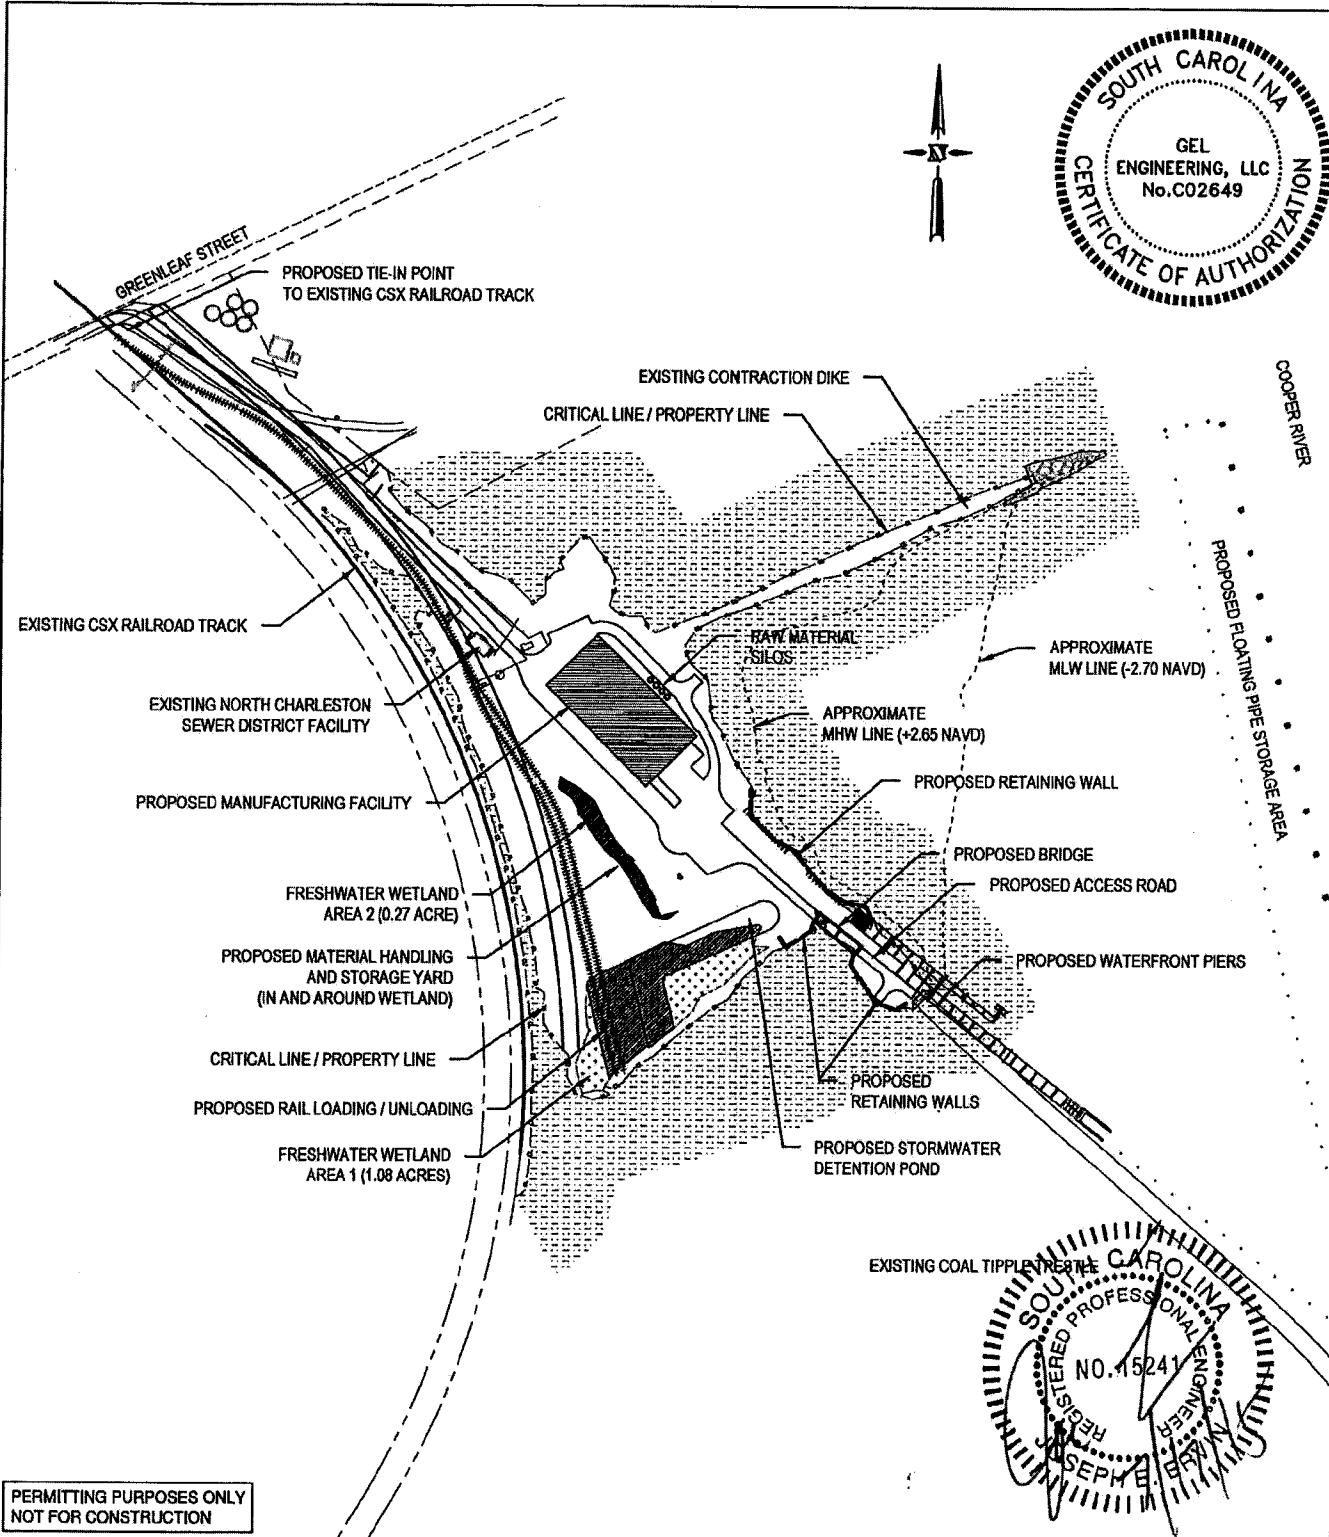 SOUTH CAROLINA
CERTIFICATE OF AUTHORIZATION
GEL
ENGINEERING, LLC
No.C02649
GREENLEAF STREET
PROPOSED TIE-IN POINT
TO EXISTING CSX RAILROAD TRACK
EXISTING CONTRACTION DIKE
CRITICAL LINE / PROPERTY LINE
COOPER RIVER
PROPOSED FLOATING PIPE STORAGE AREA
EXISTING CSX RAILROAD TRACK
RAW MATERIAL
SILOS
APPROXIMATE
MLW LINE (-2.70 NAVD)
EXISTING NORTH CHARLESTON
SEWER DISTRICT FACILITY
APPROXIMATE
MHW LINE (+2.65 NAVD)
PROPOSED MANUFACTURING FACILITY
PROPOSED RETAINING WALL
PROPOSED BRIDGE
PROPOSED ACCESS ROAD
FRESHWATER WETLAND
AREA 2 (0.27 ACRE)
PROPOSED MATERIAL HANDLING
AND STORAGE YARD
(IN AND AROUND WETLAND)
PROPOSED WATERFRONT PIERS
CRITICAL LINE / PROPERTY LINE
PROPOSED
RETAINING WALLS
PROPOSED RAIL LOADING / UNLOADING
FRESHWATER WETLAND
AREA 1 (1.08 ACRES)
PROPOSED STORMWATER
DETENTION POND
EXISTING COAL TIPPLE TRESTLE
SOUTH CAROLINA
REGISTERED PROFESSIONAL ENGINEER
NO. 15241
JOSEPH E. ERWIN
PERMITTING PURPOSES ONLY
NOT FOR CONSTRUCTION